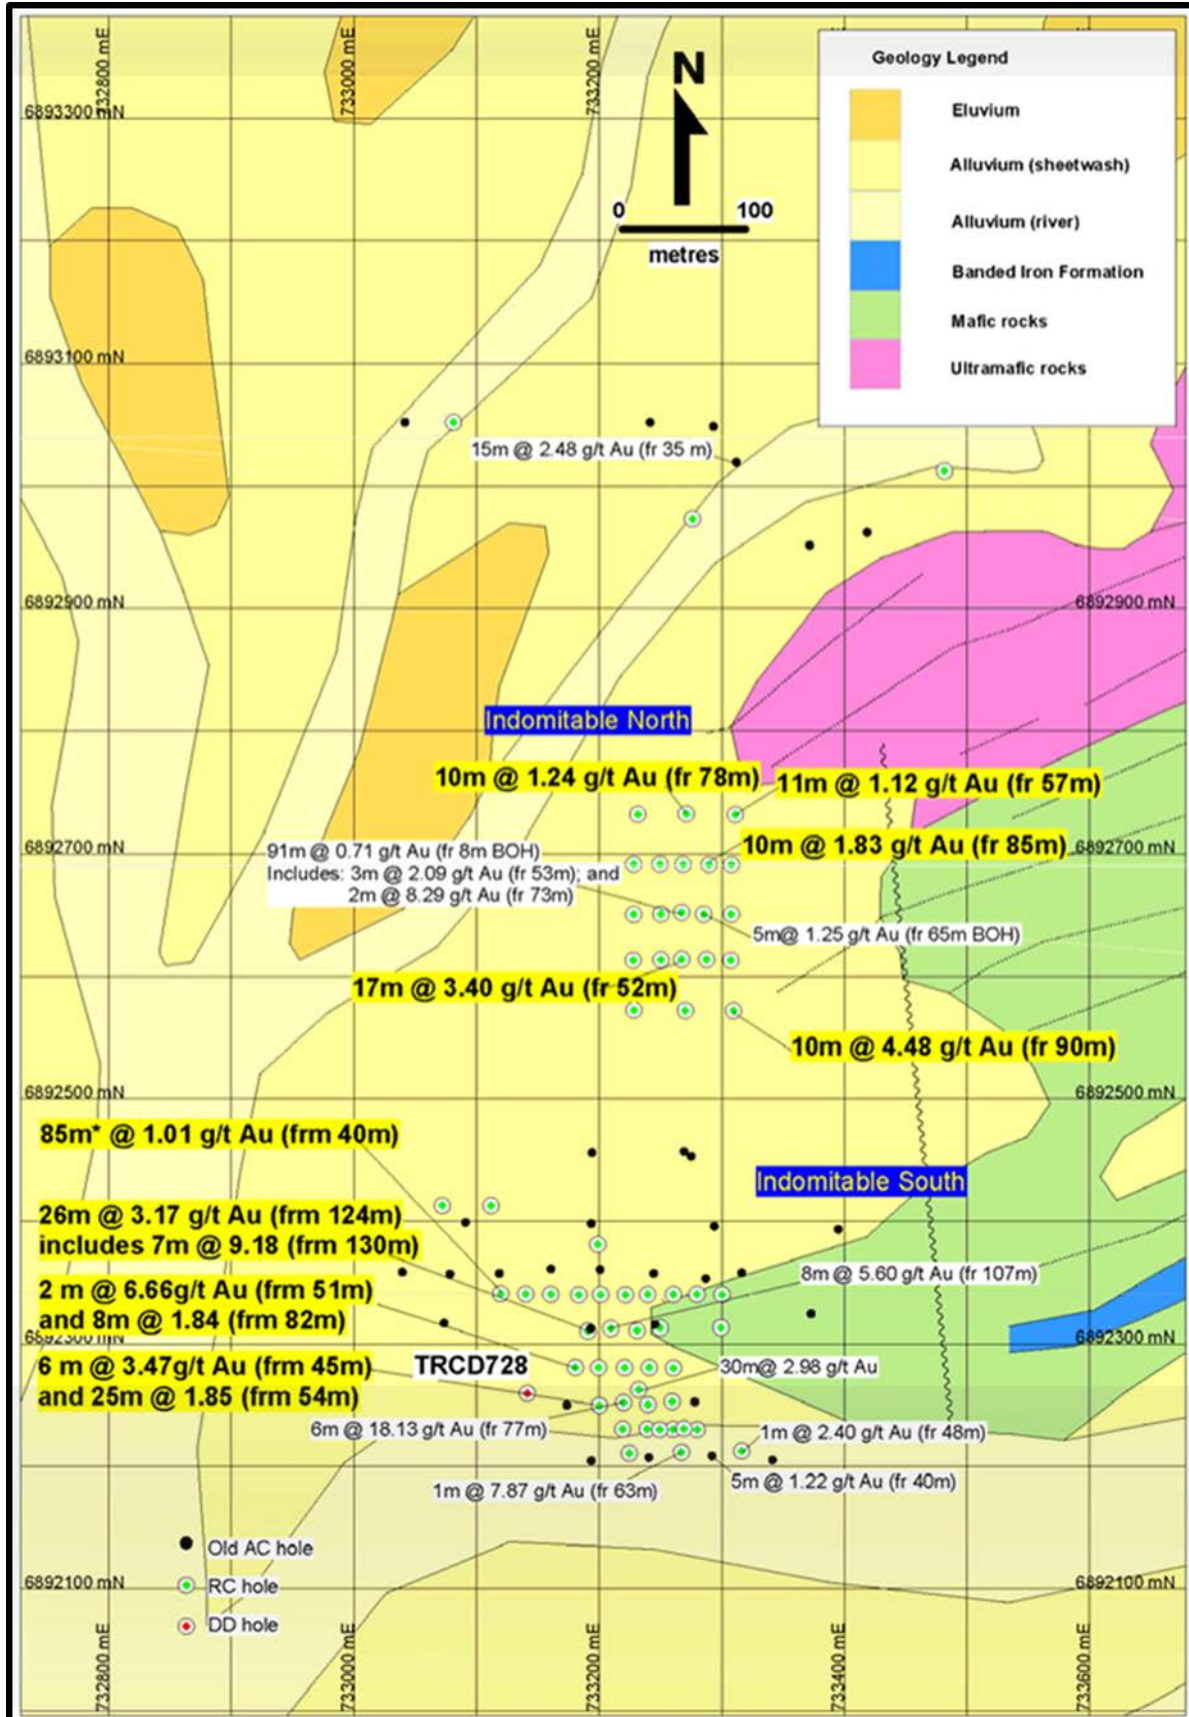 732800 mE
733000 mE
733200 mE
N
0 100
metres
Geology Legend
Eluvium
Alluvium (sheetwash)
Alluvium (river)
Banded Iron Formation
Mafic rocks
Ultramafic rocks
6893300 mN
6893100 mN
15m @ 2.48 g/t Au (fr 35 m)
6892900 mN
6892900 mN
Indomitable North
10m @ 1.24 g/t Au (fr 78m)
11m @ 1.12 g/t Au (fr 57m)
10m @ 1.83 g/t Au (fr 85m)
6892700 mN
6892700 mN
91m @ 0.71 g/t Au (fr 8m BOH)
Includes: 3m @ 2.09 g/t Au (fr 53m); and
2m @ 8.29 g/t Au (fr 73m)
5m@ 1.25 g/t Au (fr 65m BOH)
17m @ 3.40 g/t Au (fr 52m)
10m @ 4.48 g/t Au (fr 90m)
6892500 mN
6892500 mN
85m* @ 1.01 g/t Au (frm 40m)
Indomitable South
26m @ 3.17 g/t Au (frm 124m)
includes 7m @ 9.18 (frm 130m)
8m @ 5.60 g/t Au (fr 107m)
2 m @ 6.66g/t Au (frm 51m)
and 8m @ 1.84 (frm 82m)
6892300 mN
6892300 mN
6 m @ 3.47g/t Au (frm 45m)
and 25m @ 1.85 (frm 54m)
TRCD728
30m@ 2.98 g/t Au
6m @ 18.13 g/t Au (fr 77m)
1m @ 2.40 g/t Au (fr 48m)
1m @ 7.87 g/t Au (fr 63m)
5m @ 1.22 g/t Au (fr 40m)
Old AC hole
RC hole
DD hole
6892100 mN
6892100 mN
732800 mE
733000 mE
733200 mE
733400 mE
733600 mE